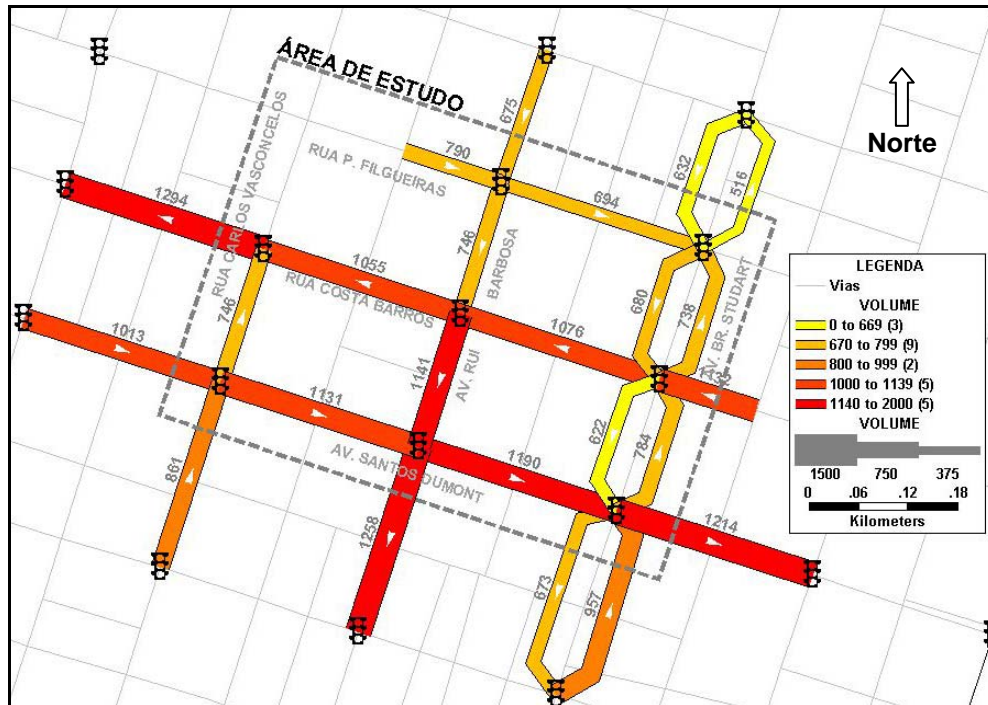 ÁREA DE ESTUDO
Norte
675
790
RUA P. FILGUEIRAS
632
516
694
RUA CARLOS VASCONCELOS
1294
746
BARBOSA
1055
RUA COSTA BARROS
680
738
AV. BR. STUDART
746
1076
1013
1141
AV. RUI
1131
622
784
AV. SANTOS DUMONT
1190
861
1214
1258
673
957
LEGENDA
Vias
VOLUME
0 to 669 (3)
670 to 799 (9)
800 to 999 (2)
1000 to 1139 (5)
1140 to 2000 (5)
VOLUME
1500 750 375
0 .06 .12 .18
Kilometers